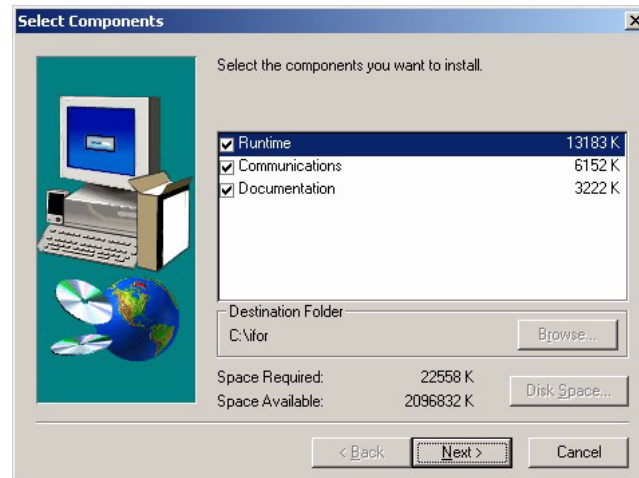 Select Components
Select the components you want to install.
Runtime 13183 K
Communications 6152 K
Documentation 3222 K
Destination Folder
C:\ifor
Browse...
Space Required: 22558 K
Space Available: 2096832 K
Disk Space...
< Back Next > Cancel